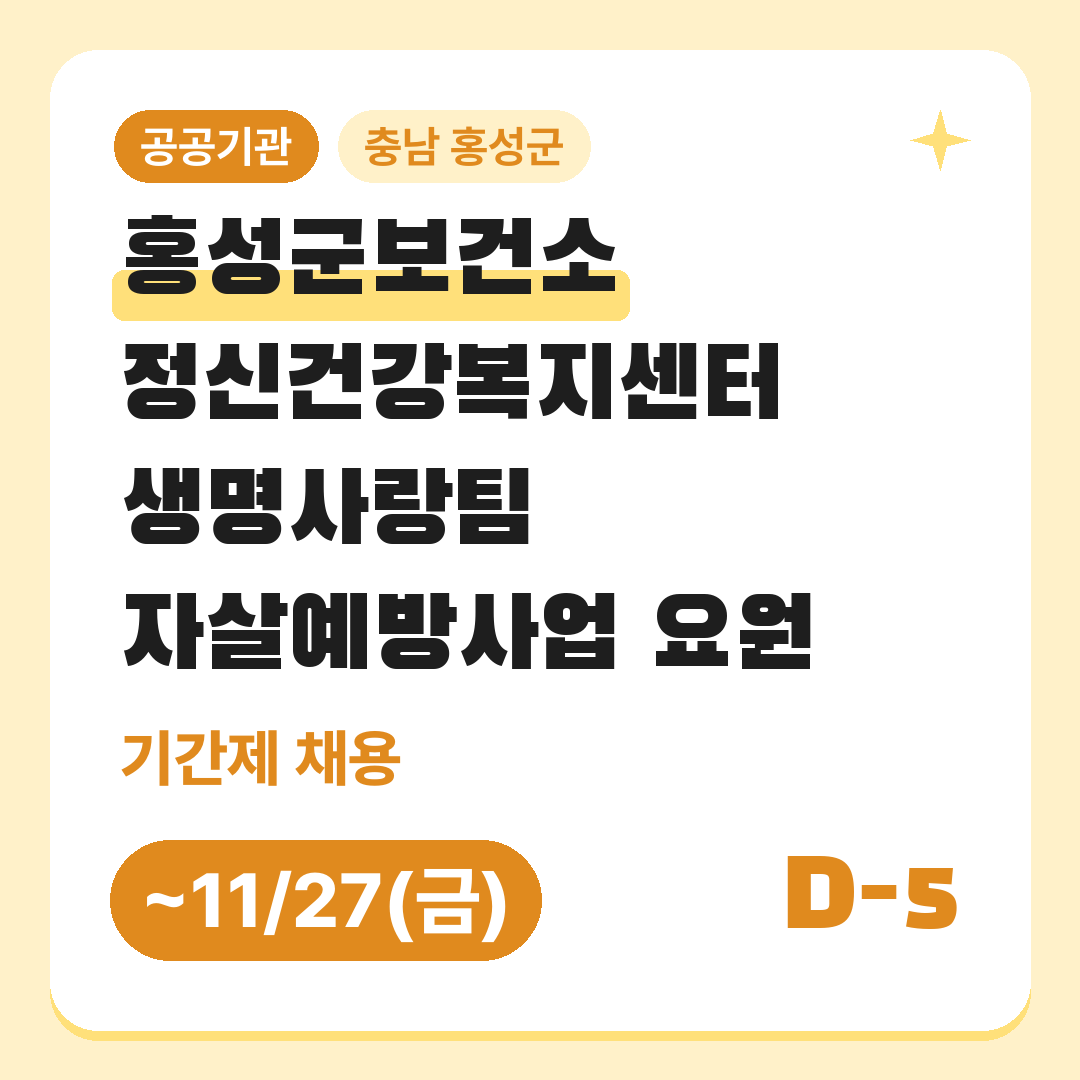 공공기관 충남 홍성군
홍성군보건소
정신건강복지센터
생명사랑팀
자살예방사업 요원
기간제 채용
~11/27(금) D-5